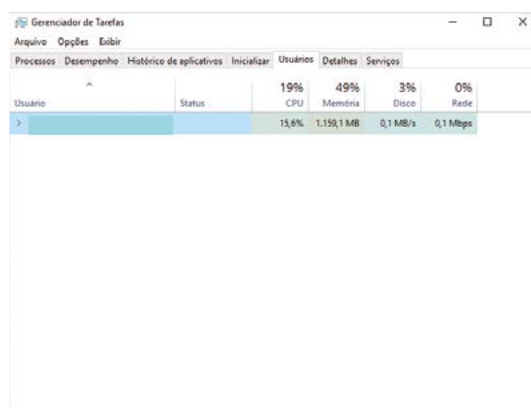 Gerenciador de Tarefas
Arquivo Opções Exibir
Processos Desempenho Histórico de aplicativos Inicializar Usuários Detalhes Serviços
19% 49% 3% 0%
Usuário Status CPU Memória Disco Rede
15,6% 1.159,1 MB 0,1 MB/s 0,1 Mbps